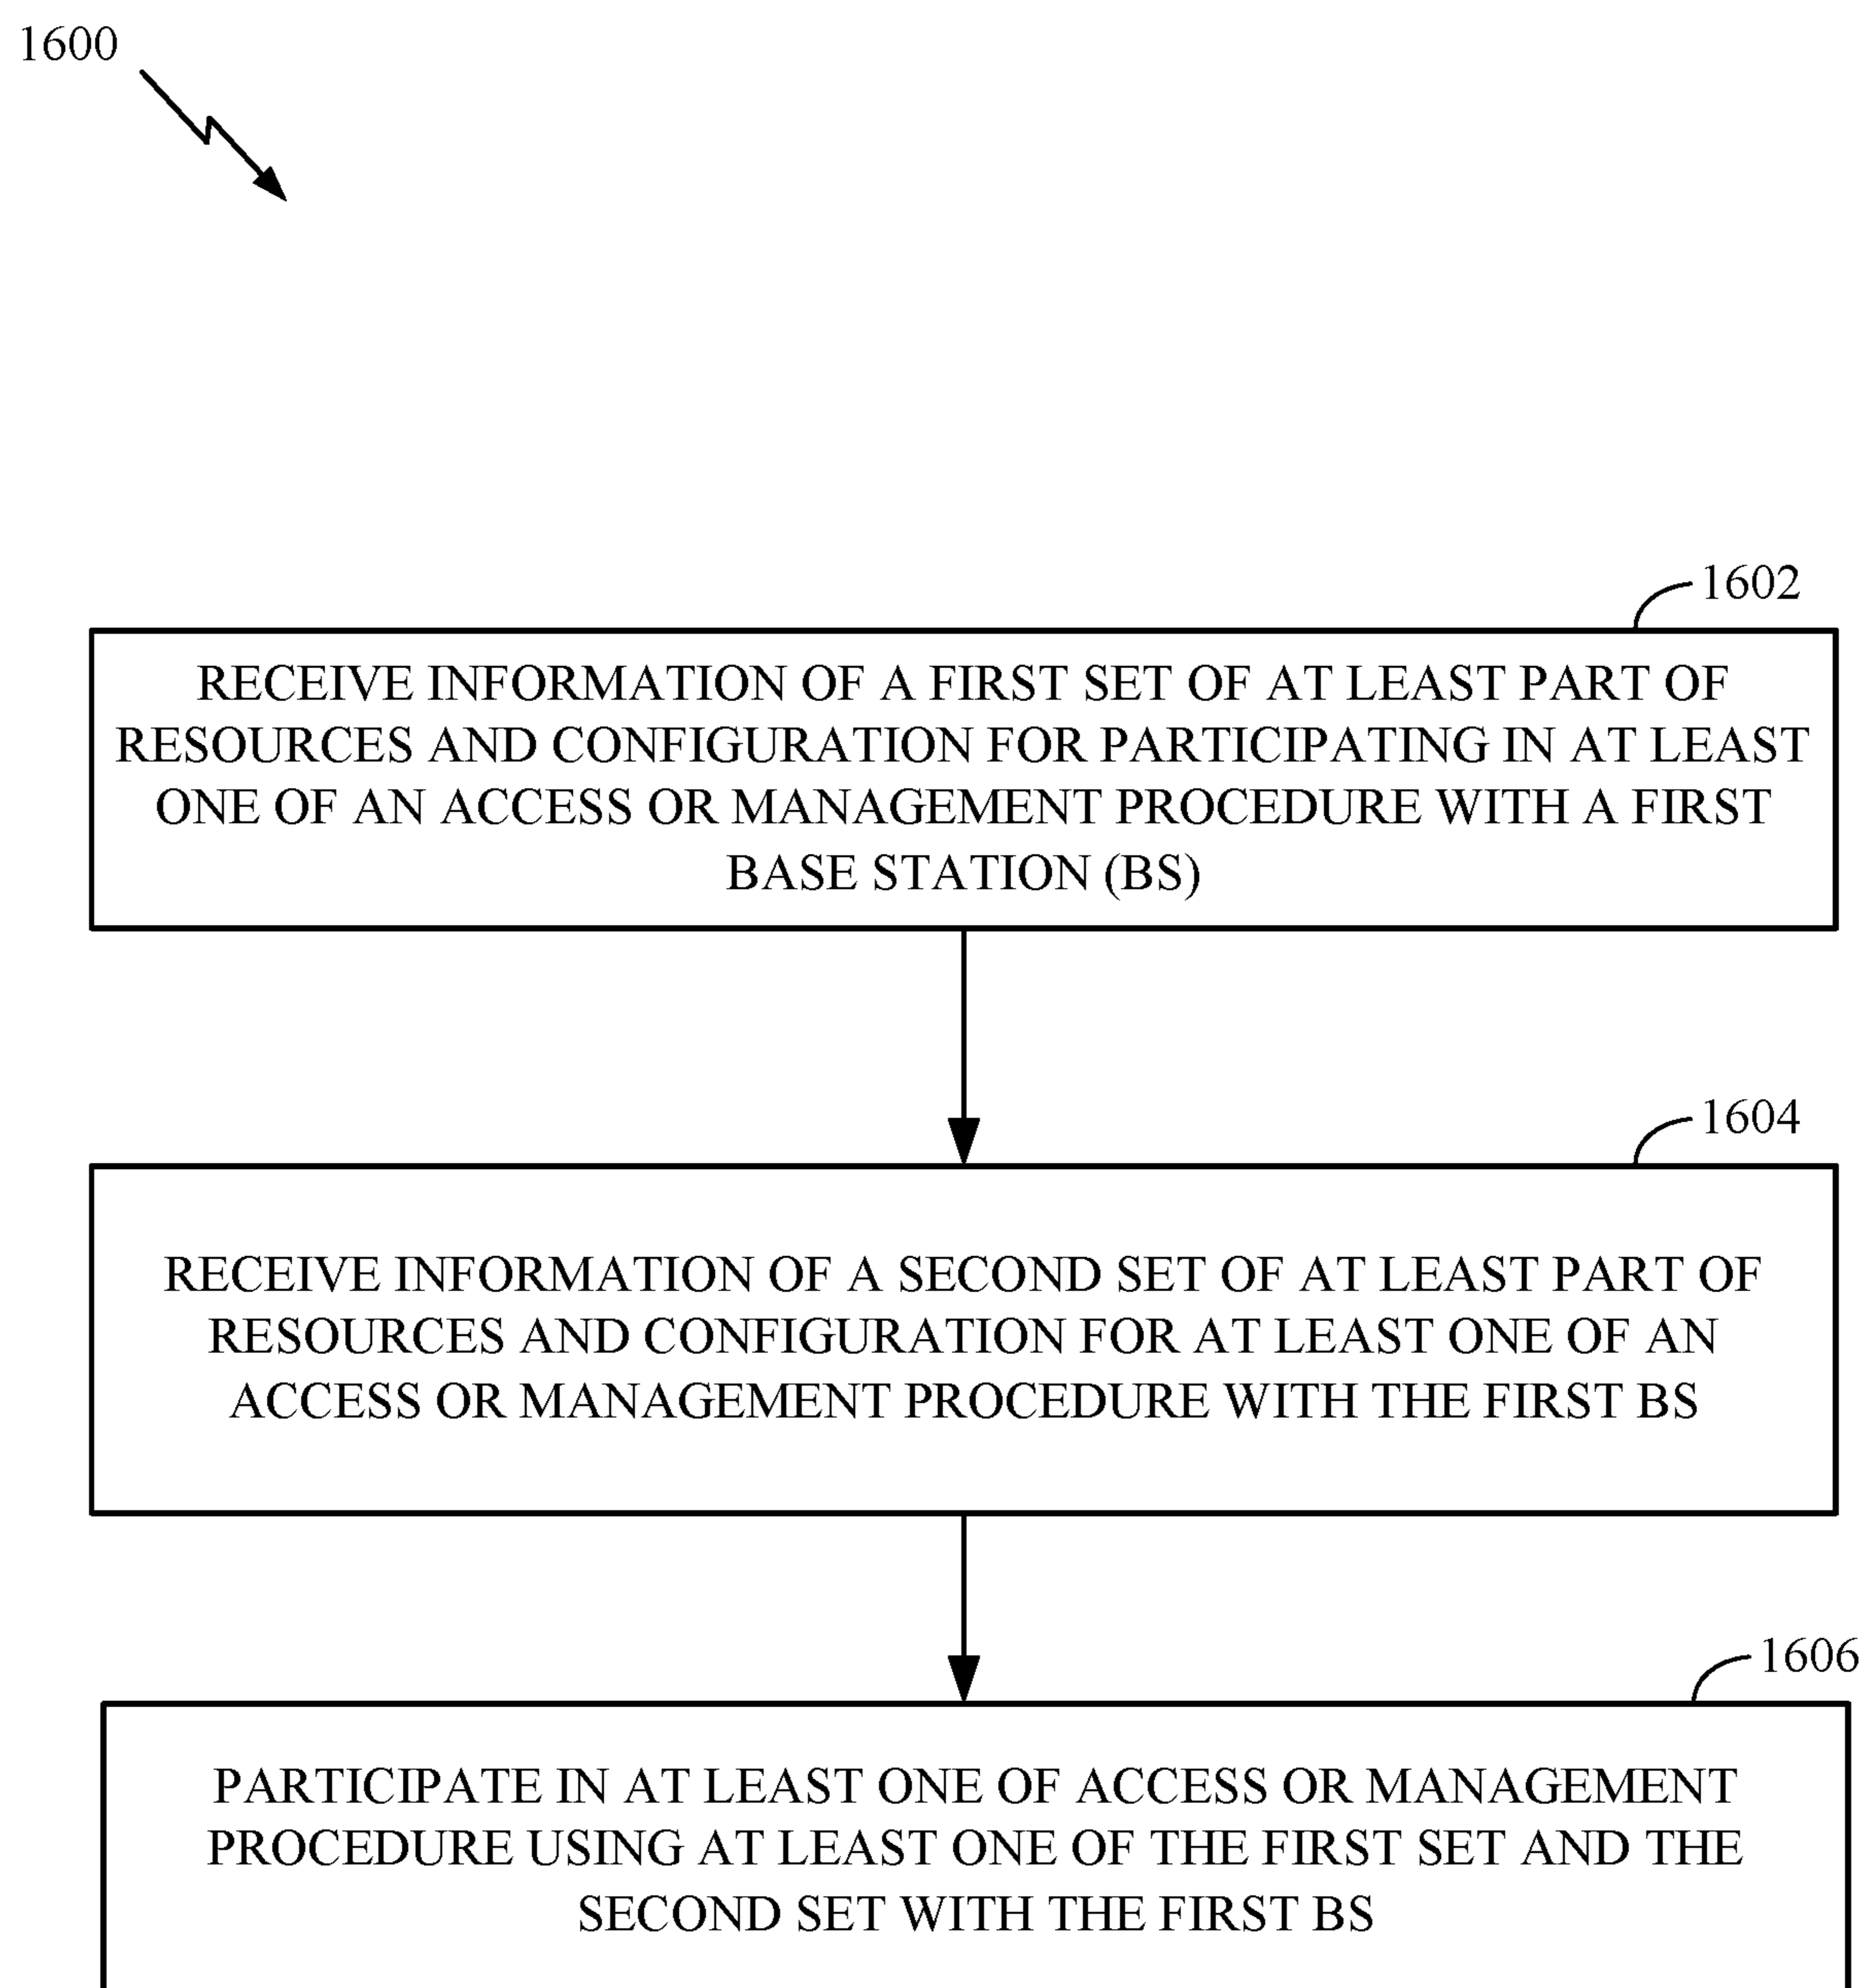 1600
1602
RECEIVE INFORMATION OF A FIRST SET OF AT LEAST PART OF
RESOURCES AND CONFIGURATION FOR PARTICIPATING IN AT LEAST
ONE OF AN ACCESS OR MANAGEMENT PROCEDURE WITH A FIRST
BASE STATION (BS)
1604
RECEIVE INFORMATION OF A SECOND SET OF AT LEAST PART OF
RESOURCES AND CONFIGURATION FOR AT LEAST ONE OF AN
ACCESS OR MANAGEMENT PROCEDURE WITH THE FIRST BS
1606
PARTICIPATE IN AT LEAST ONE OF ACCESS OR MANAGEMENT
PROCEDURE USING AT LEAST ONE OF THE FIRST SET AND THE
SECOND SET WITH THE FIRST BS